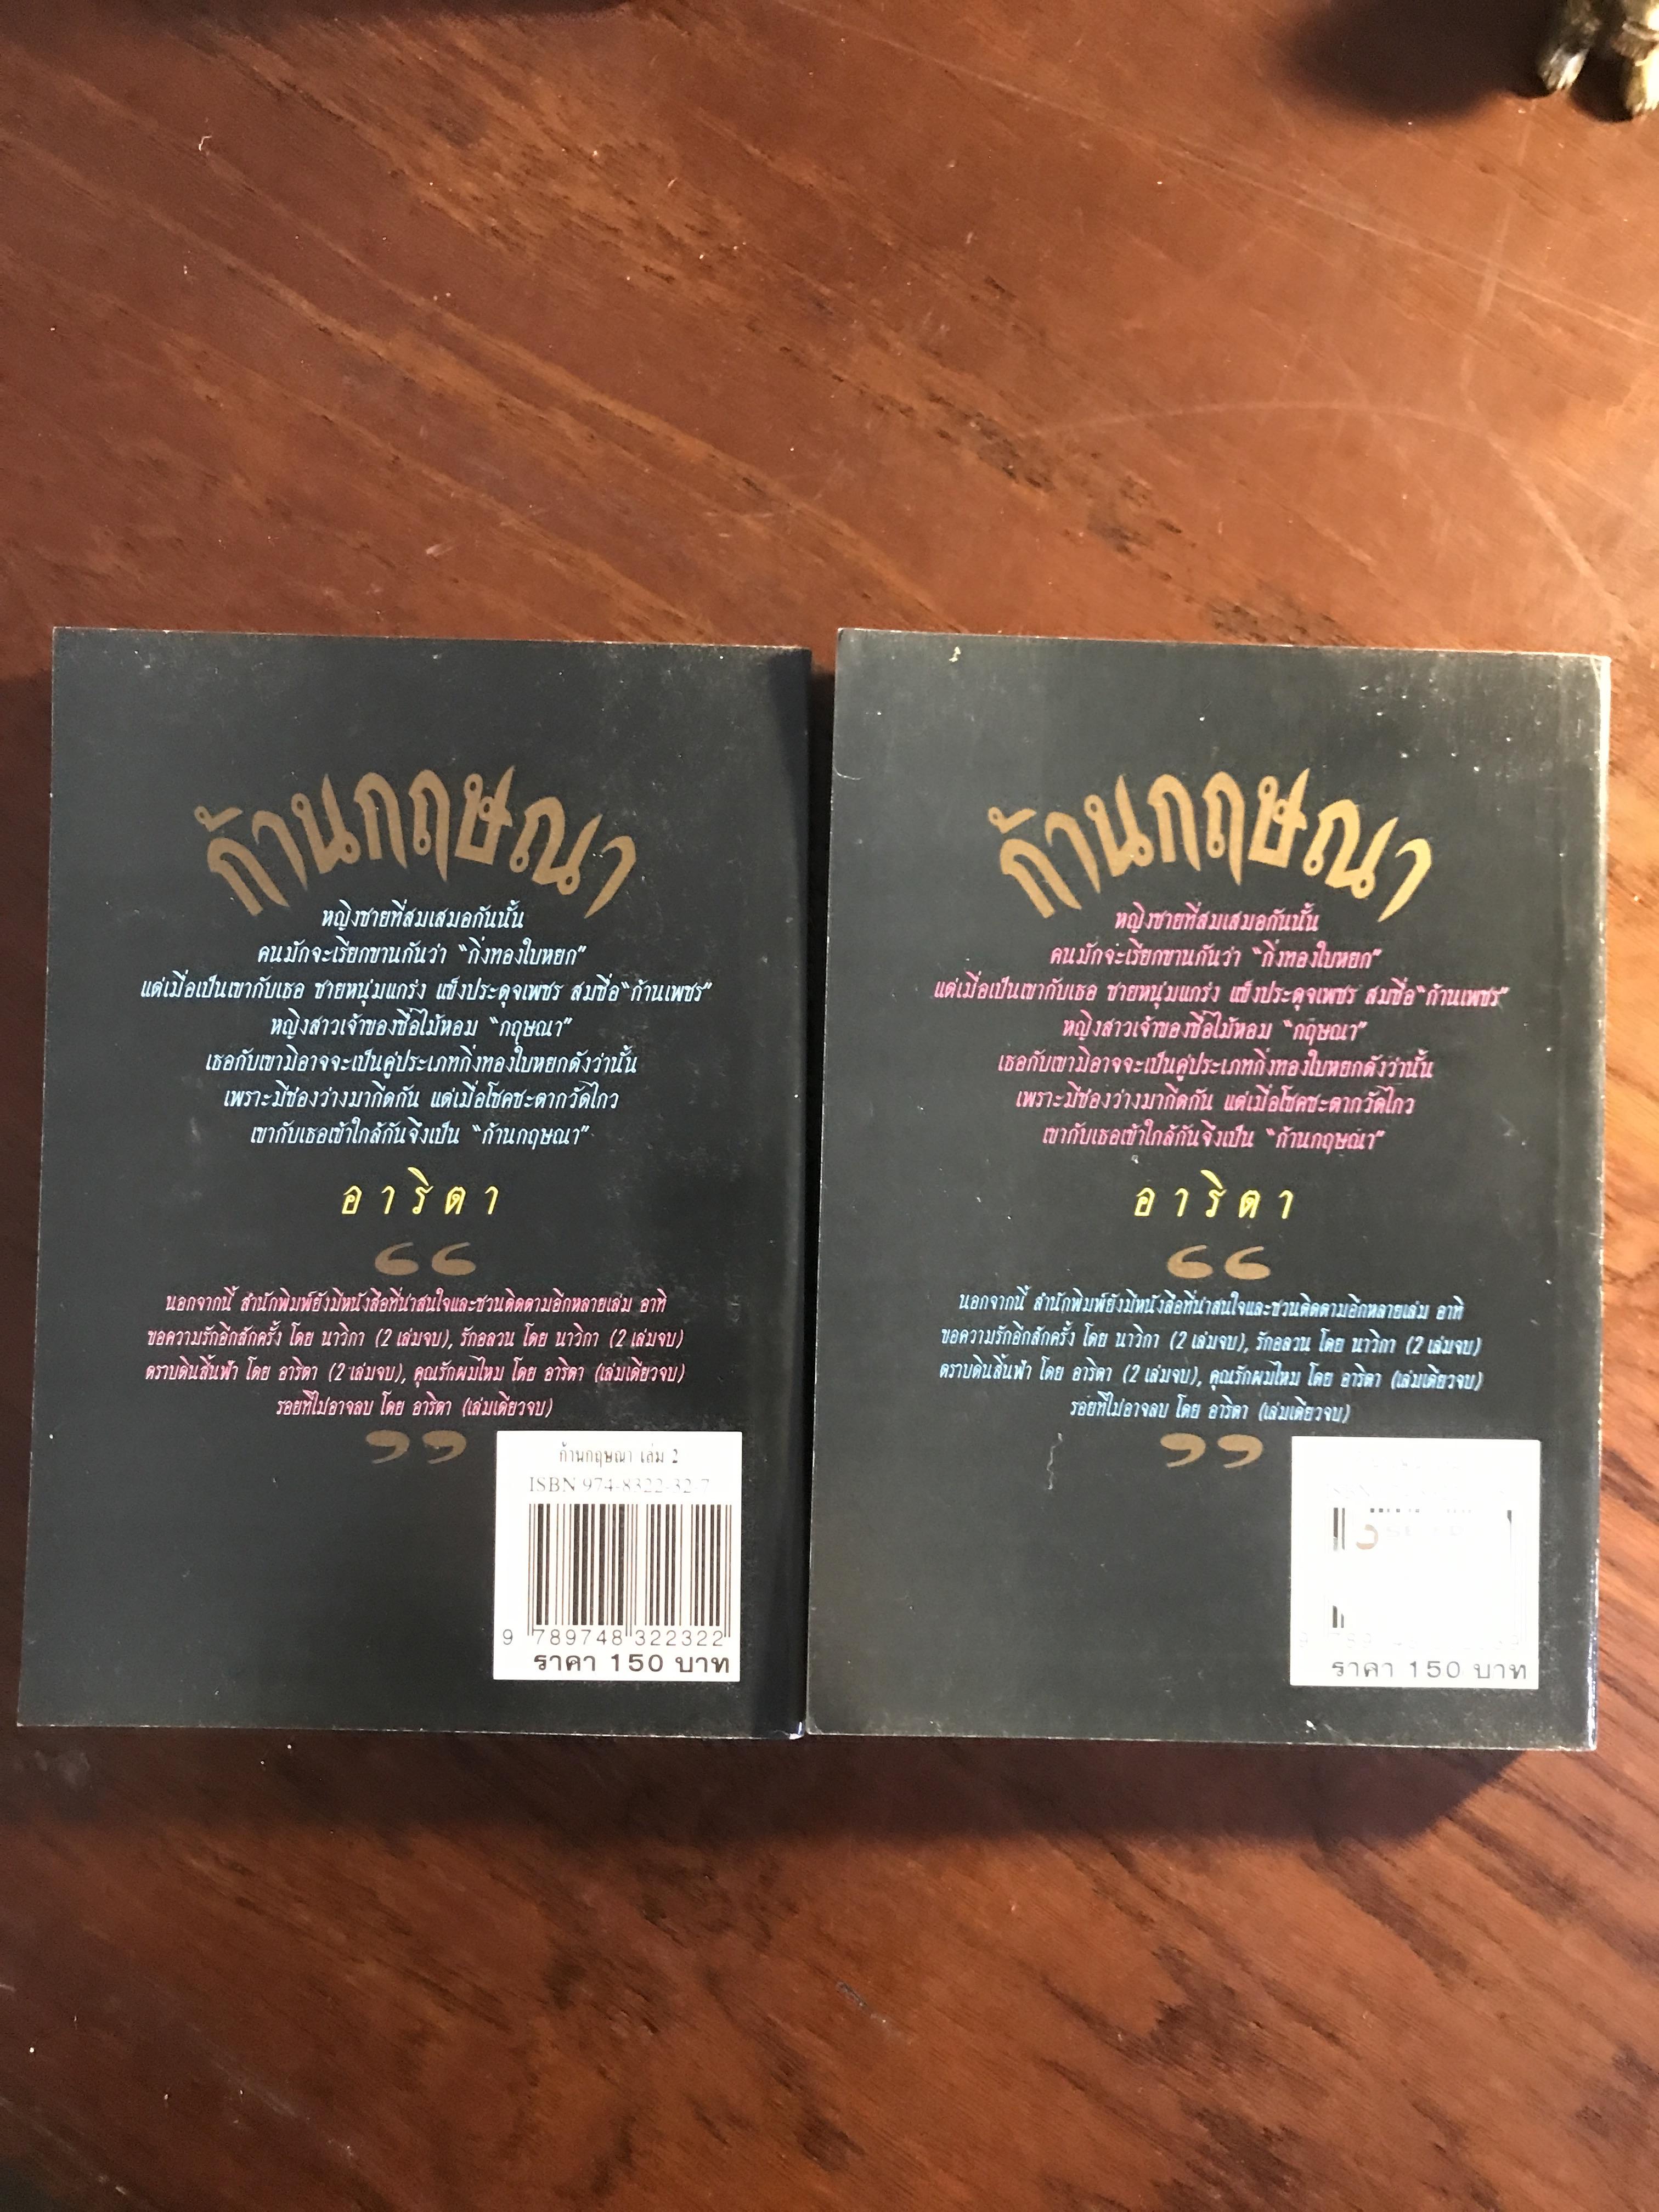 ก้านกฤษณา
หญิงชายที่สมเสมอกันนั้น
คนมักจะเรียกขานกันว่า “กิ่งทองใบหยก”
แต่เมื่อเป็นเขากับเธอ ชายหนุ่มแกร่ง แข็งประดุจเพชร สมชื่อ“ก้านเพชร”
หญิงสาวเจ้าของชื่อไม้หอม “กฤษณา”
เธอกับเขามิอาจจะเป็นคู่ประเภทกิ่งทองใบหยกดังว่านั้น
เพราะมีช่องว่างมากีดกัน แต่เมื่อโชคชะตากวัดไกว
เขากับเธอเข้าใกล้กันจึงเป็น “ก้านกฤษณา”
อาริตา
“
นอกจากนี้ สำนักพิมพ์ยังมีหนังสือที่น่าสนใจและชวนติดตามอีกหลายเล่ม อาทิ
ขอความรักอีกสักครั้ง โดย นาวิกา (2 เล่มจบ), รักอลวน โดย นาวิกา (2 เล่มจบ)
ตราบดินสิ้นฟ้า โดย อาริตา (2 เล่มจบ), คุณรักผมไหม โดย อาริตา (เล่มเดียวจบ)
รอยที่ไม่อาจลบ โดย อาริตา (เล่มเดียวจบ)
”
ก้านกฤษณา เล่ม 2
ISBN 974-8322-32-7
9 789748 322322
ราคา 150 บาท
ก้านกฤษณา
หญิงชายที่สมเสมอกันนั้น
คนมักจะเรียกขานกันว่า “กิ่งทองใบหยก”
แต่เมื่อเป็นเขากับเธอ ชายหนุ่มแกร่ง แข็งประดุจเพชร สมชื่อ“ก้านเพชร”
หญิงสาวเจ้าของชื่อไม้หอม “กฤษณา”
เธอกับเขามิอาจจะเป็นคู่ประเภทกิ่งทองใบหยกดังว่านั้น
เพราะมีช่องว่างมากีดกัน แต่เมื่อโชคชะตากวัดไกว
เขากับเธอเข้าใกล้กันจึงเป็น “ก้านกฤษณา”
อาริตา
“
นอกจากนี้ สำนักพิมพ์ยังมีหนังสือที่น่าสนใจและชวนติดตามอีกหลายเล่ม อาทิ
ขอความรักอีกสักครั้ง โดย นาวิกา (2 เล่มจบ), รักอลวน โดย นาวิกา (2 เล่มจบ)
ตราบดินสิ้นฟ้า โดย อาริตา (2 เล่มจบ), คุณรักผมไหม โดย อาริตา (เล่มเดียวจบ)
รอยที่ไม่อาจลบ โดย อาริตา (เล่มเดียวจบ)
”
ราคา 150 บาท